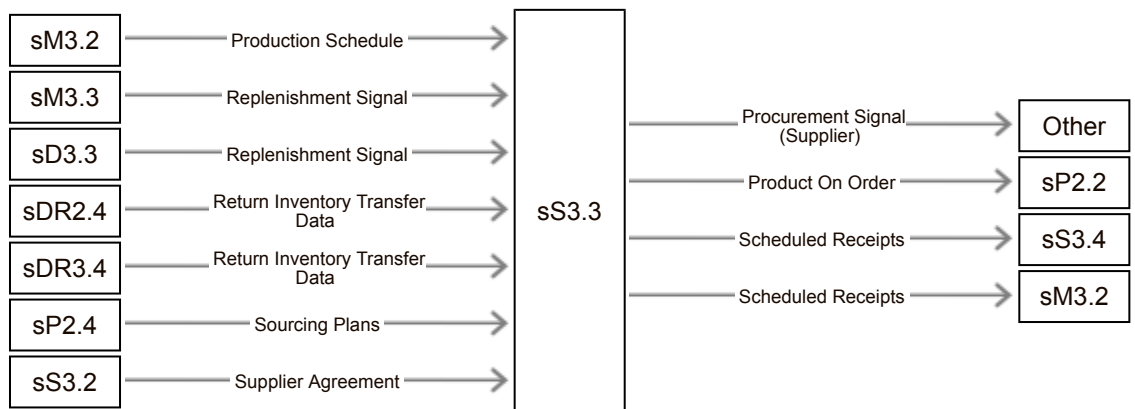 sM3.2
Production Schedule
sM3.3
Replenishment Signal
sD3.3
Replenishment Signal
sDR2.4
Return Inventory Transfer
Data
sDR3.4
Return Inventory Transfer
Data
sP2.4
Sourcing Plans
sS3.2
Supplier Agreement
sS3.3
Procurement Signal
(Supplier)
Other
Product On Order
sP2.2
Scheduled Receipts
sS3.4
Scheduled Receipts
sM3.2